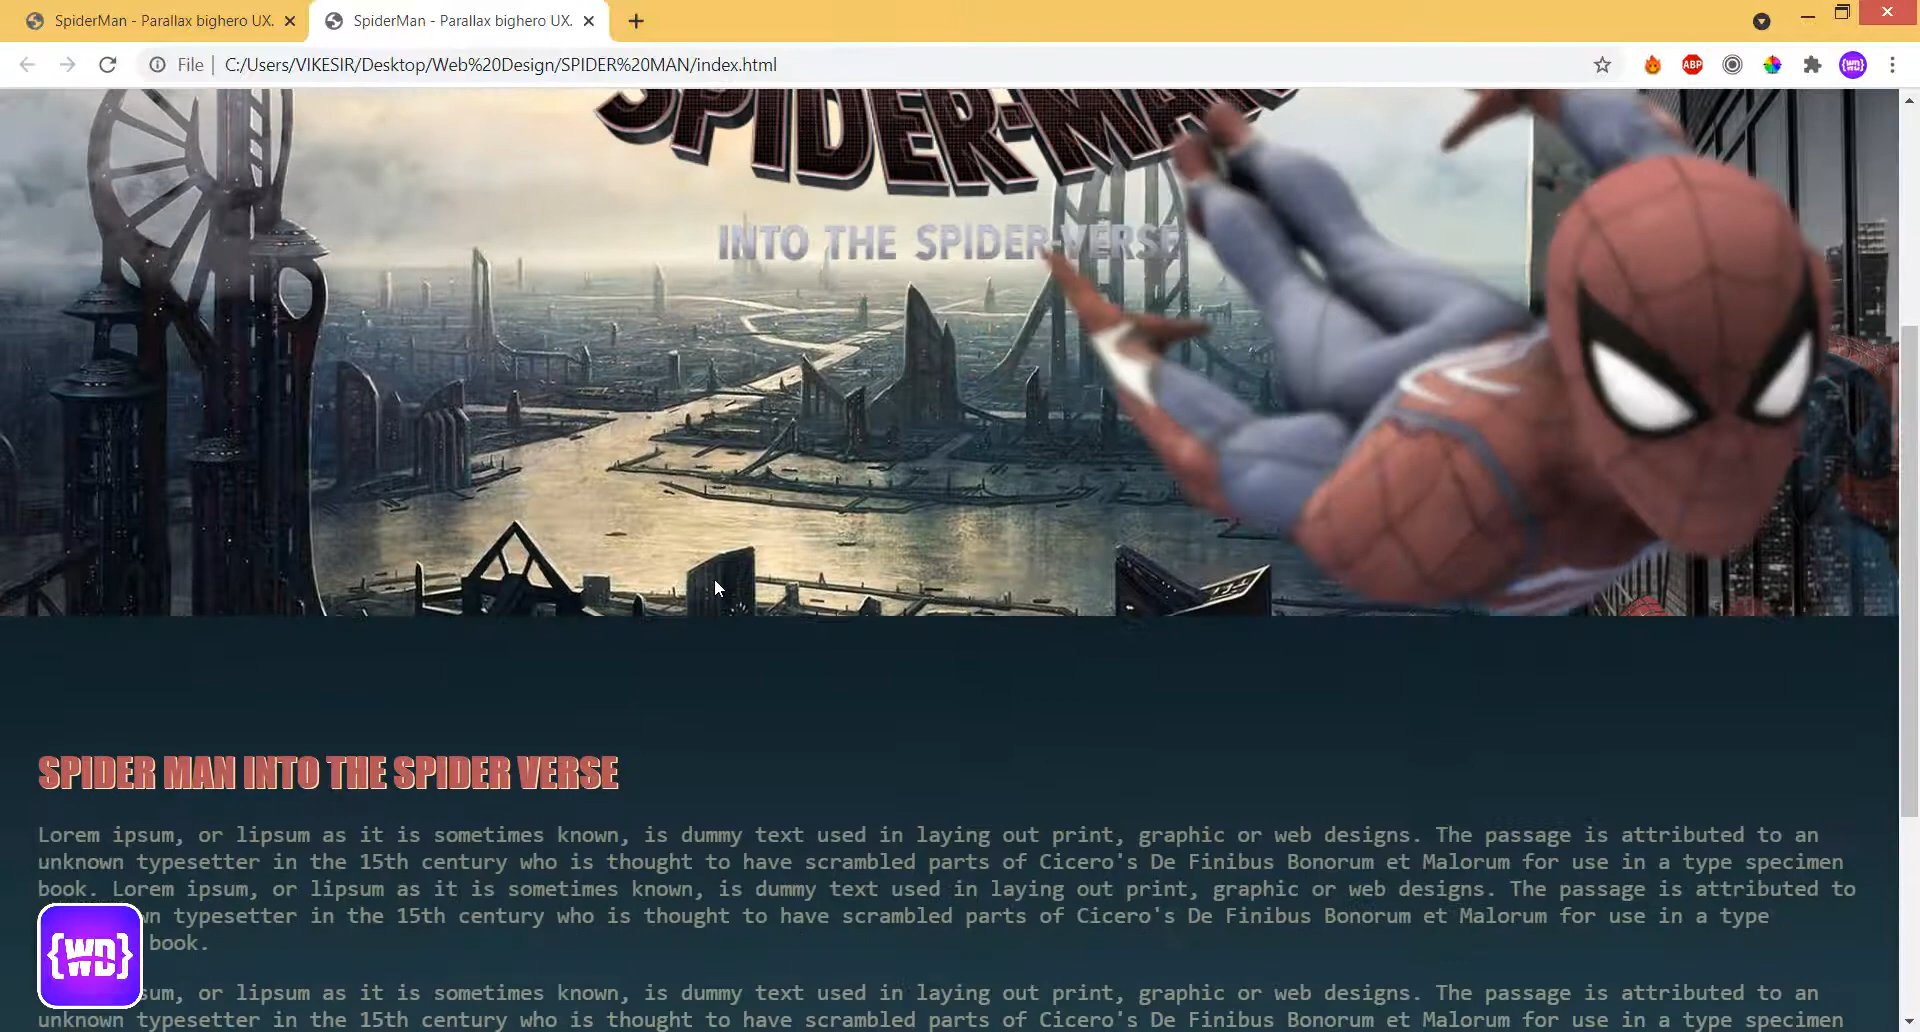 SpiderMan - Parallax bighero UX.
SpiderMan - Parallax bighero UX.
File
C:/Users/VIKESIR/Desktop/Web%20Design/SPIDER%20MAN/index.html
ABP
{WD}
SPIDER-MAN
INTO THE SPIDER-VERSE
SPIDER MAN INTO THE SPIDER VERSE
Lorem ipsum, or lipsum as it is sometimes known, is dummy text used in laying out print, graphic or web designs. The passage is attributed to an
unknown typesetter in the 15th century who is thought to have scrambled parts of Cicero's De Finibus Bonorum et Malorum for use in a type specimen
book. Lorem ipsum, or lipsum as it is sometimes known, is dummy text used in laying out print, graphic or web designs. The passage is attributed to
wn typesetter in the 15th century who is thought to have scrambled parts of Cicero's De Finibus Bonorum et Malorum for use in a type
book.
{WD}
sum, or lipsum as it is sometimes known, is dummy text used in laying out print, graphic or web designs. The passage is attributed to an
unknown typesetter in the 15th century who is thought to have scrambled parts of Cicero's De Finibus Bonorum et Malorum for use in a type specimen